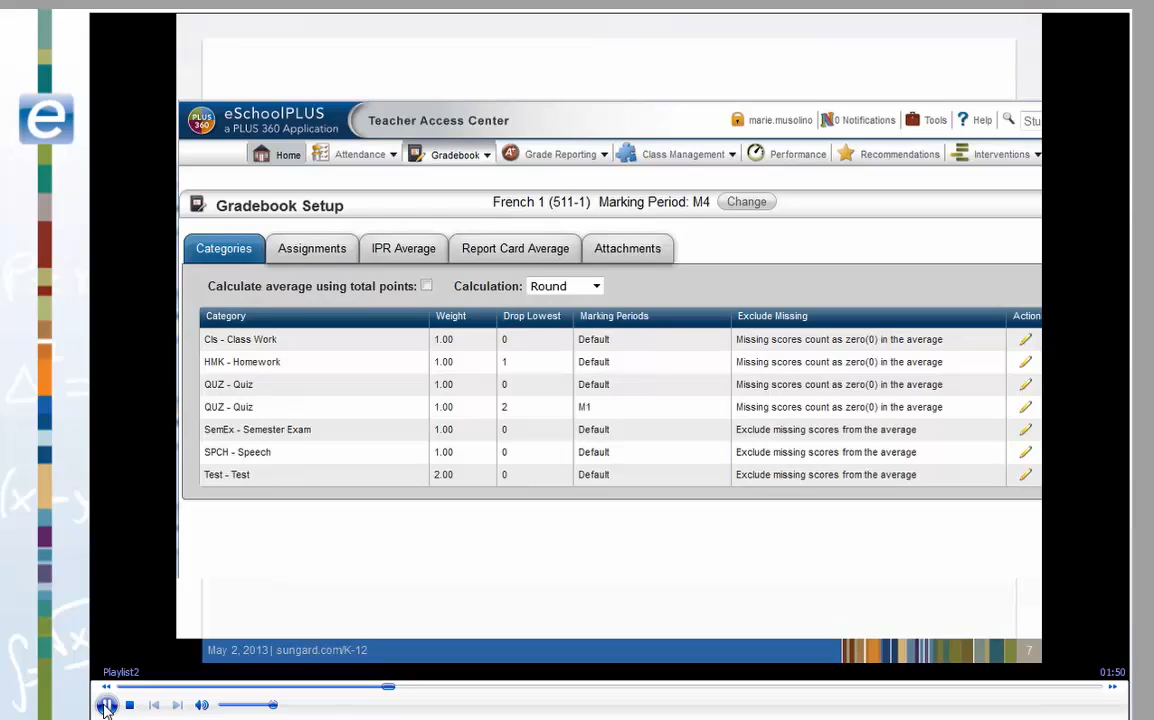 e
eSchoolPLUS
a PLUS 360 Application
PLUS 360
Teacher Access Center
marie.musolino 0 Notifications Tools ? Help Stu
Home Attendance Gradebook A+ Grade Reporting Class Management Performance Recommendations Interventions
Gradebook Setup French 1 (511-1) Marking Period: M4 Change
Categories Assignments IPR Average Report Card Average Attachments
Calculate average using total points: Calculation: Round
Category Weight Drop Lowest Marking Periods Exclude Missing Action
Cls - Class Work 1.00 0 Default Missing scores count as zero(0) in the average
HMK - Homework 1.00 1 Default Missing scores count as zero(0) in the average
QUZ - Quiz 1.00 0 Default Missing scores count as zero(0) in the average
QUZ - Quiz 1.00 2 M1 Missing scores count as zero(0) in the average
SemEx - Semester Exam 1.00 0 Default Exclude missing scores from the average
SPCH - Speech 1.00 0 Default Exclude missing scores from the average
Test - Test 2.00 0 Default Exclude missing scores from the average
May 2, 2013 | sungard.com/K-12 7
Playlist2 01:50